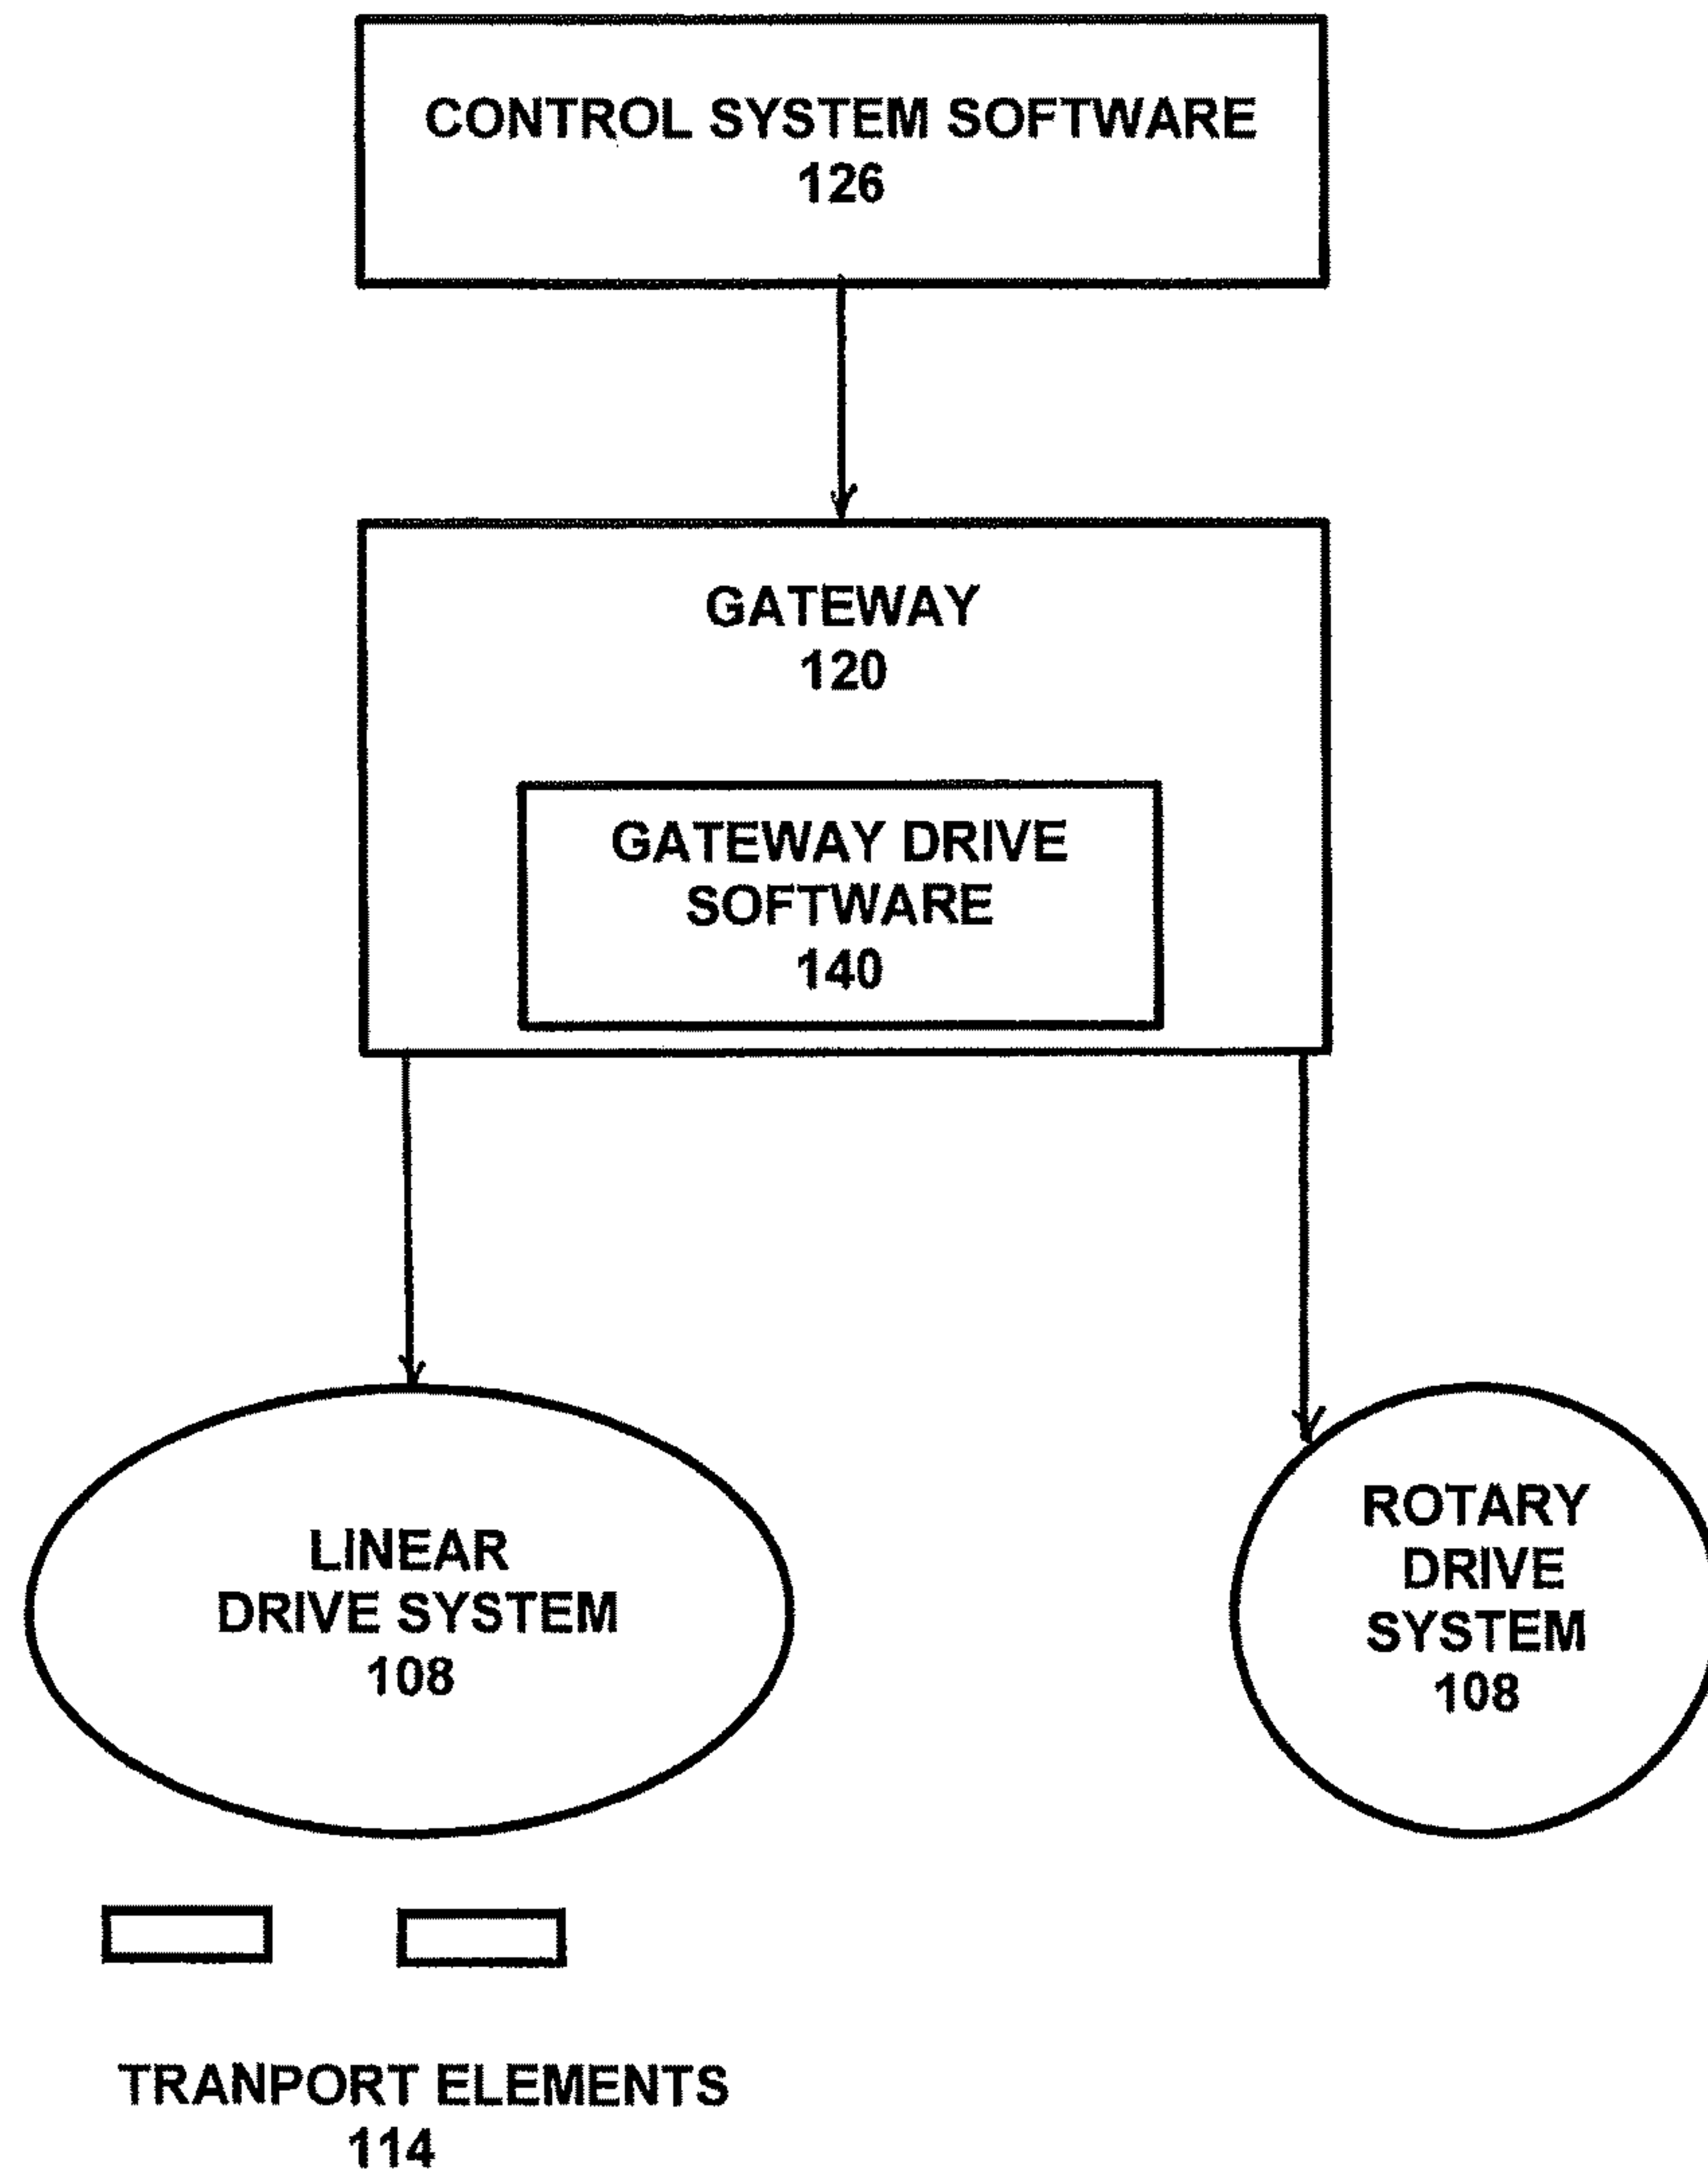 CONTROL SYSTEM SOFTWARE
126
GATEWAY
120
GATEWAY DRIVE
SOFTWARE
140
LINEAR
DRIVE SYSTEM
108
ROTARY
DRIVE
SYSTEM
108
TRANPORT ELEMENTS
114